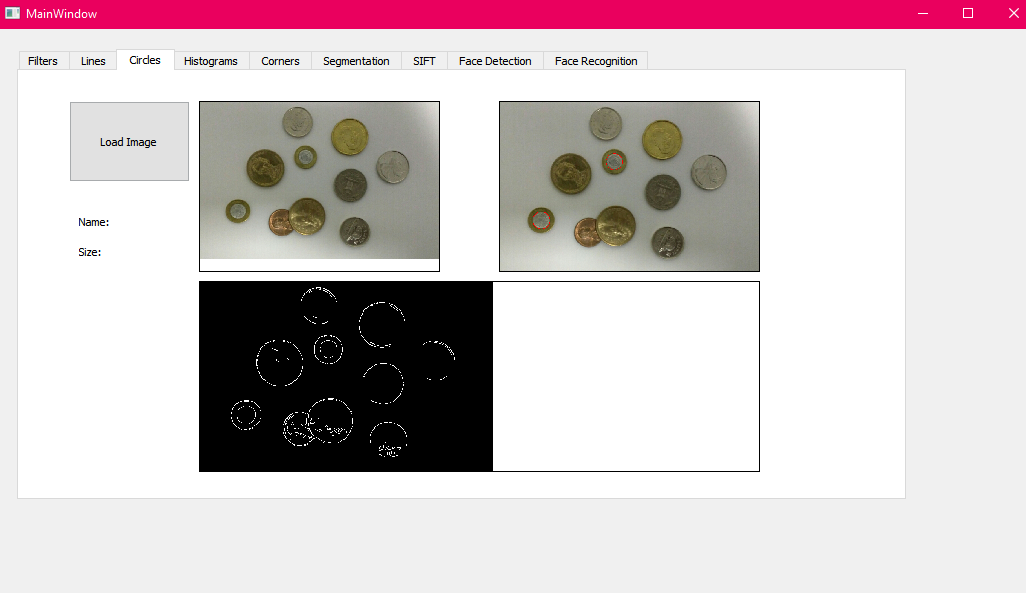 MainWindow
Filters Lines Circles Histograms Corners Segmentation SIFT Face Detection Face Recognition
Load Image
Name:
Size: